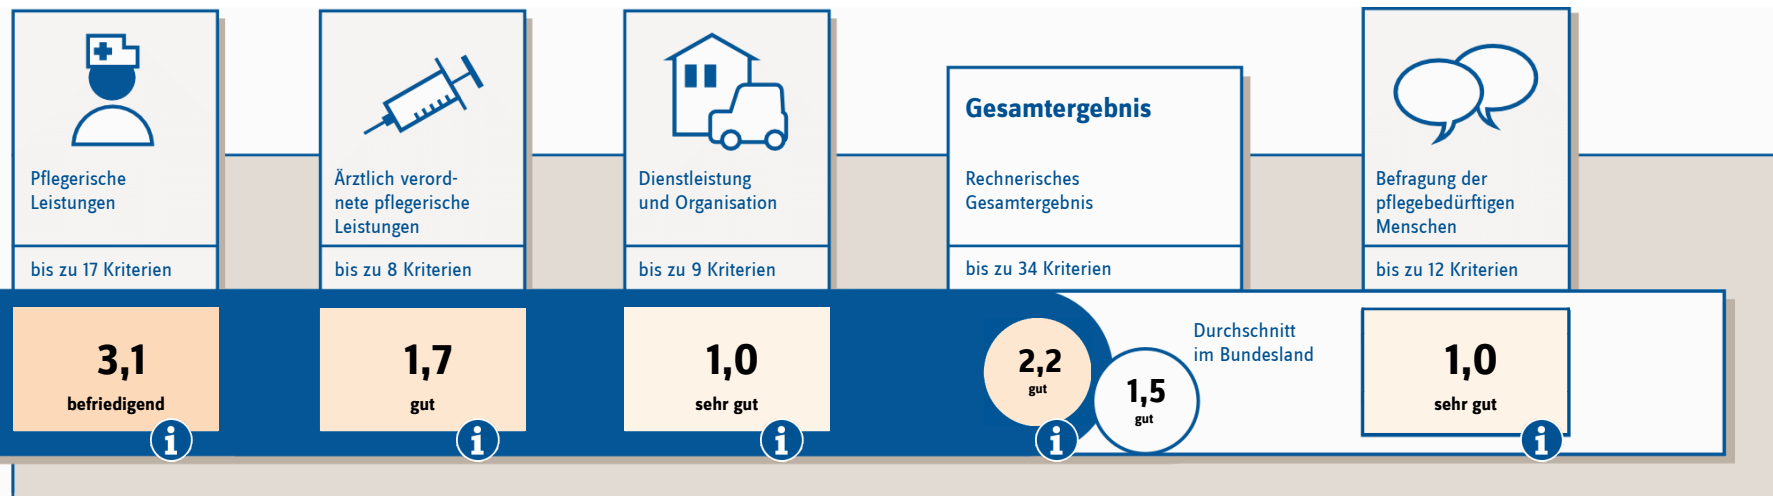 Pflegerische
Leistungen
bis zu 17 Kriterien
3,1
befriedigend
i
Ärztlich verord-
nete pflegerische
Leistungen
bis zu 8 Kriterien
1,7
gut
i
Dienstleistung
und Organisation
bis zu 9 Kriterien
1,0
sehr gut
i
Gesamtergebnis
Rechnerisches
Gesamtergebnis
bis zu 34 Kriterien
2,2
gut
i
1,5
gut
Durchschnitt
im Bundesland
Befragung der
pflegebedürftigen
Menschen
bis zu 12 Kriterien
1,0
sehr gut
i